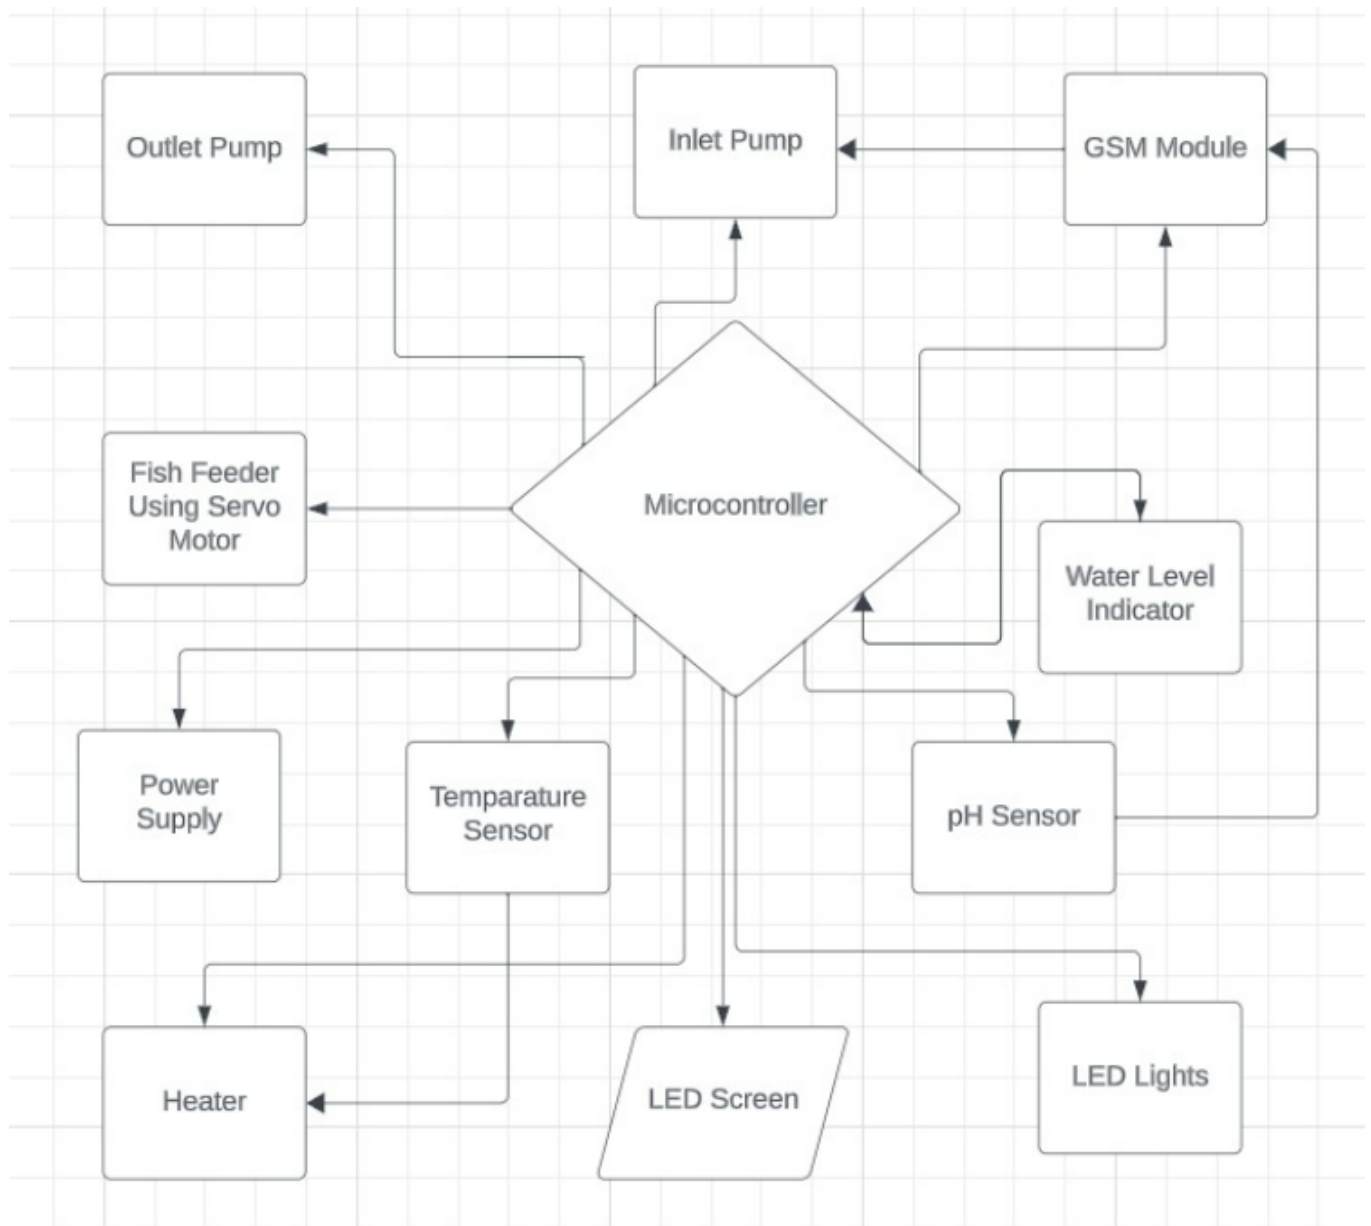 Outlet Pump
Inlet Pump
GSM Module
Fish Feeder
Using Servo
Motor
Microcontroller
Water Level
Indicator
Power
Supply
Temparature
Sensor
pH Sensor
Heater
LED Screen
LED Lights